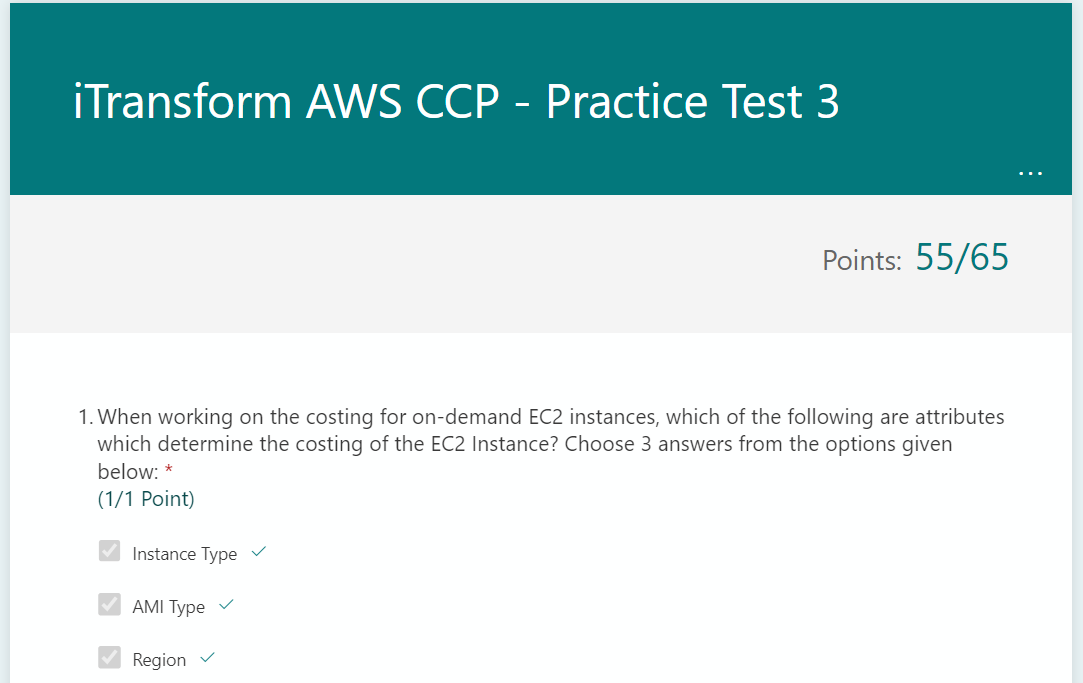 iTransform AWS CCP - Practice Test 3
...
Points: 55/65
1. When working on the costing for on-demand EC2 instances, which of the following are attributes
which determine the costing of the EC2 Instance? Choose 3 answers from the options given
below: *
(1/1 Point)
Instance Type
AMI Type
Region